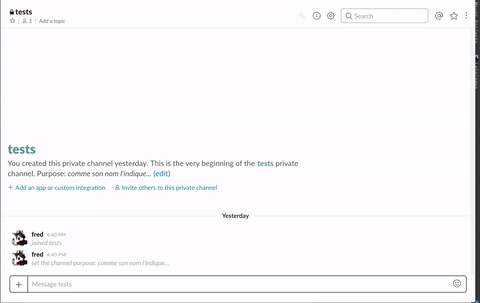 tests
1 | Add a topic
Search
tests
You created this private channel yesterday. This is the very beginning of the tests private
channel. Purpose: comme son nom l'indique... (edit)
+ Add an app or custom integration Invite others to this private channel
Yesterday
fred 4:40 PM
joined tests
fred 4:40 PM
set the channel purpose: comme son nom l'indique...
Message tests